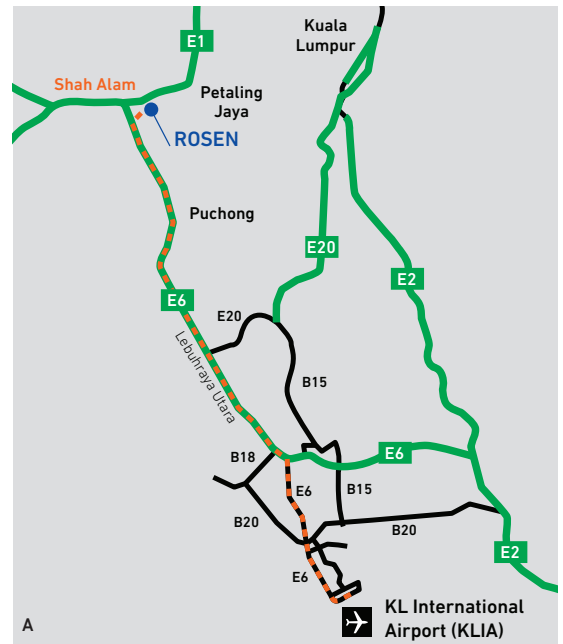 Kuala
Lumpur
E1
Shah Alam
Petaling
Jaya
ROSEN
Puchong
E20
E2
E6
E20
Lebuhraya Utara
B15
B18
E6
E6
B15
B20
B20
E2
E6
KL International
Airport (KLIA)
A